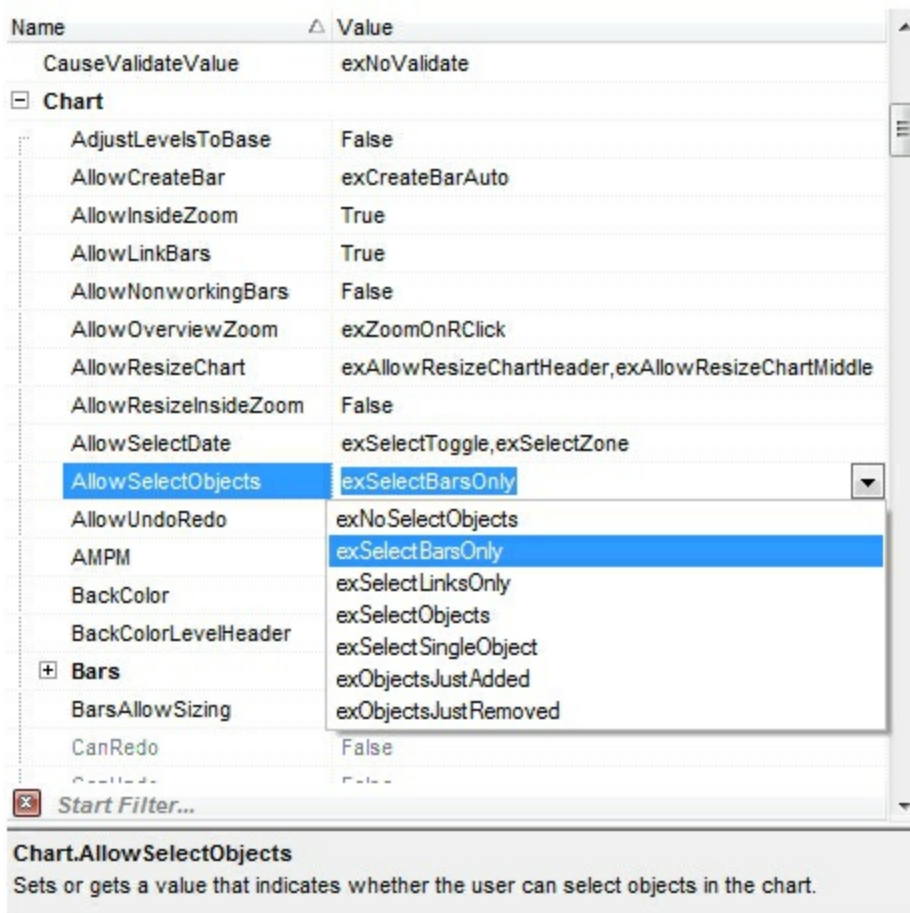 Name Value
CauseValidateValue exNoValidate
Chart
AdjustLevelsToBase False
AllowCreateBar exCreateBarAuto
AllowInsideZoom True
AllowLinkBars True
AllowNonworkingBars False
AllowOverviewZoom exZoomOnRClick
AllowResizeChart exAllowResizeChartHeader,exAllowResizeChartMiddle
AllowResizeInsideZoom False
AllowSelectDate exSelectToggle,exSelectZone
AllowSelectObjects exSelectBarsOnly
AllowUndoRedo exNoSelectObjects
AMPM exSelectBarsOnly
exSelectLinksOnly
BackColor exSelectObjects
BackColorLevelHeader exSelectSingleObject
Bars exObjectsJustAdded
BarsAllowSizing exObjectsJustRemoved
CanRedo False
Start Filter...
Chart.AllowSelectObjects
Sets or gets a value that indicates whether the user can select objects in the chart.